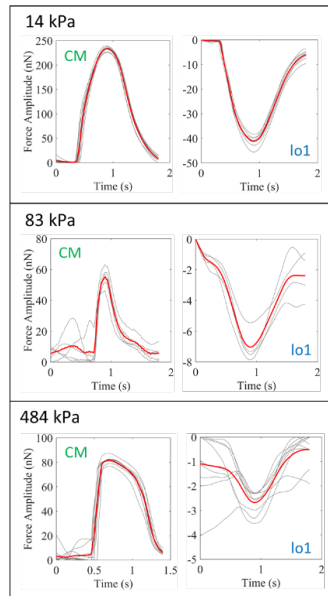 14 kPa
Force Amplitude (nN)
250
200
150
100
50
0
CM
0
1
2
Time (s)
0
-10
-20
-30
-40
-50
lo1
0
1
2
Time (s)
83 kPa
Force Amplitude (nN)
80
60
40
20
0
CM
0
1
2
Time (s)
0
-2
-4
-6
-8
lo1
0
1
2
Time (s)
484 kPa
Force Amplitude (nN)
100
80
60
40
20
0
CM
0
0.5
1
1.5
Time (s)
0
-1
-2
-3
-4
-5
lo1
0
1
2
Time (s)